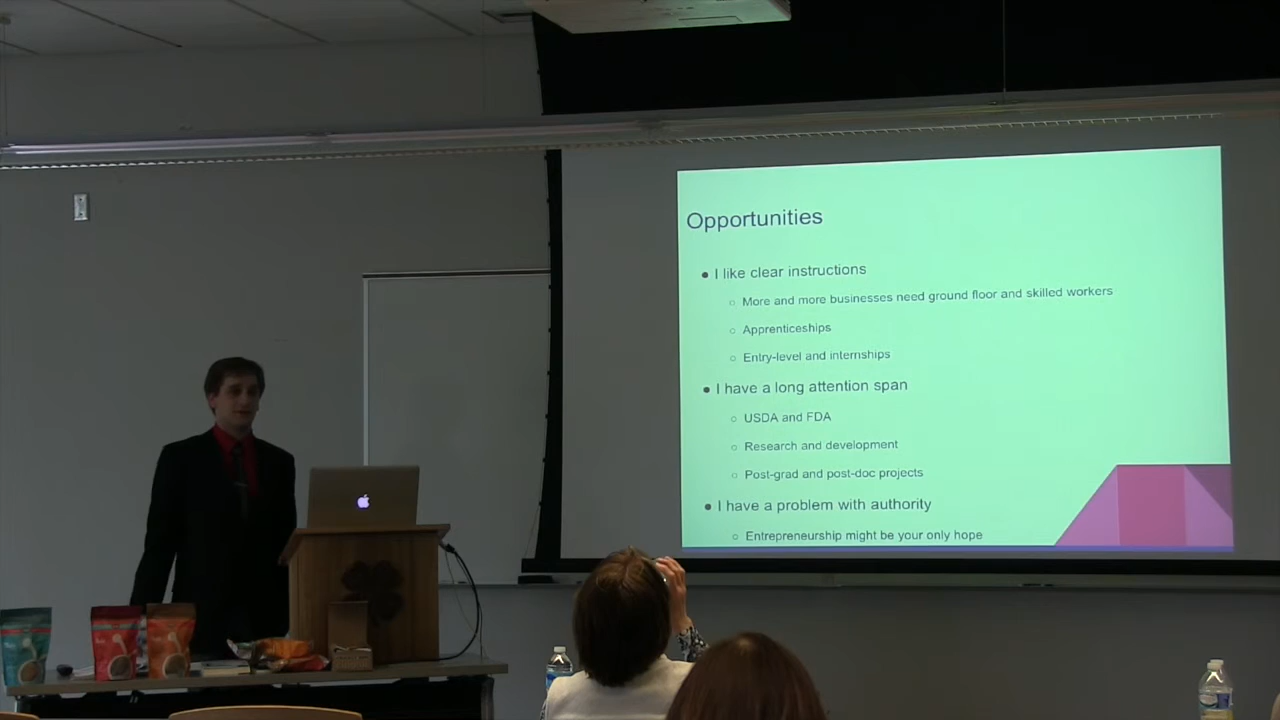 Opportunities
● I like clear instructions
○ More and more businesses need ground floor and skilled workers
○ Apprenticeships
○ Entry-level and internships
● I have a long attention span
○ USDA and FDA
○ Research and development
○ Post-grad and post-doc projects
● I have a problem with authority
○ Entrepreneurship might be your only hope